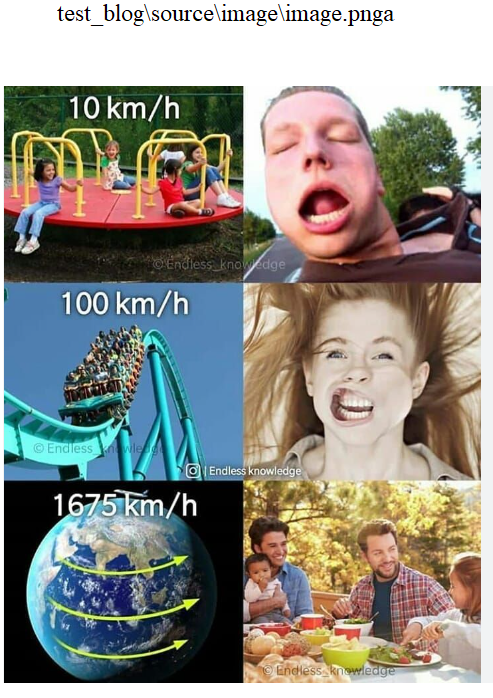 test_blog\source\image\image.pnga
10 km/h
© Endless_knowledge
100 km/h
© Endless_knowledge
| Endless knowledge
1675 km/h
© Endless_knowledge